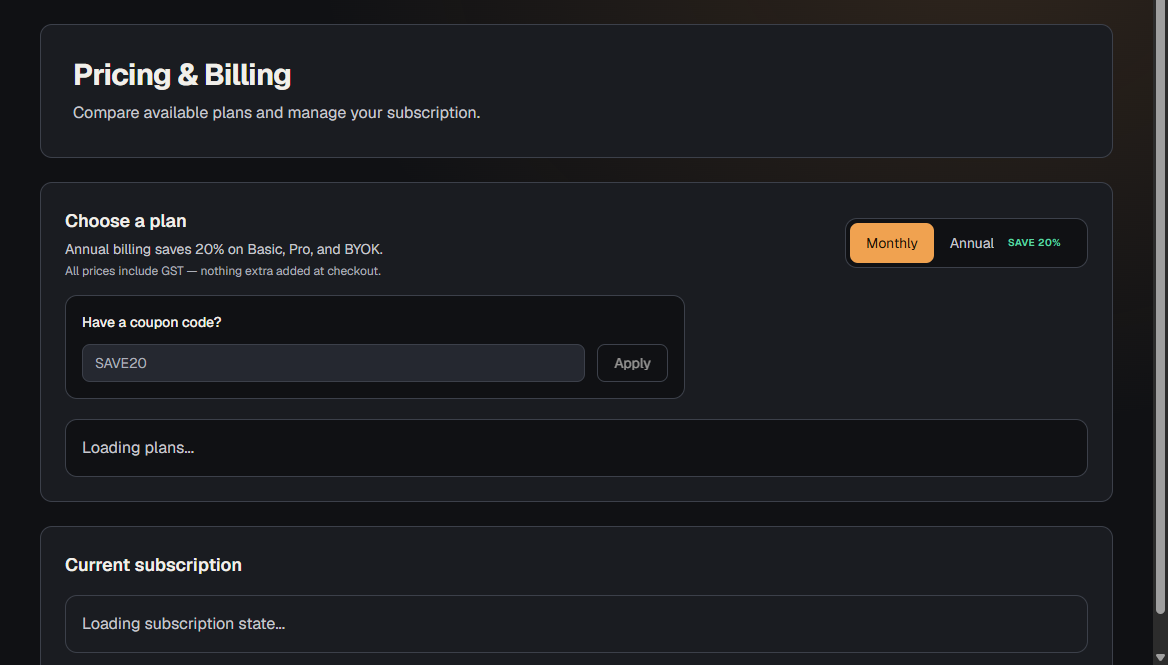 Pricing & Billing
Compare available plans and manage your subscription.
Choose a plan
Annual billing saves 20% on Basic, Pro, and BYOK.
All prices include GST — nothing extra added at checkout.
Monthly Annual SAVE 20%
Have a coupon code?
SAVE20 Apply
Loading plans...
Current subscription
Loading subscription state...